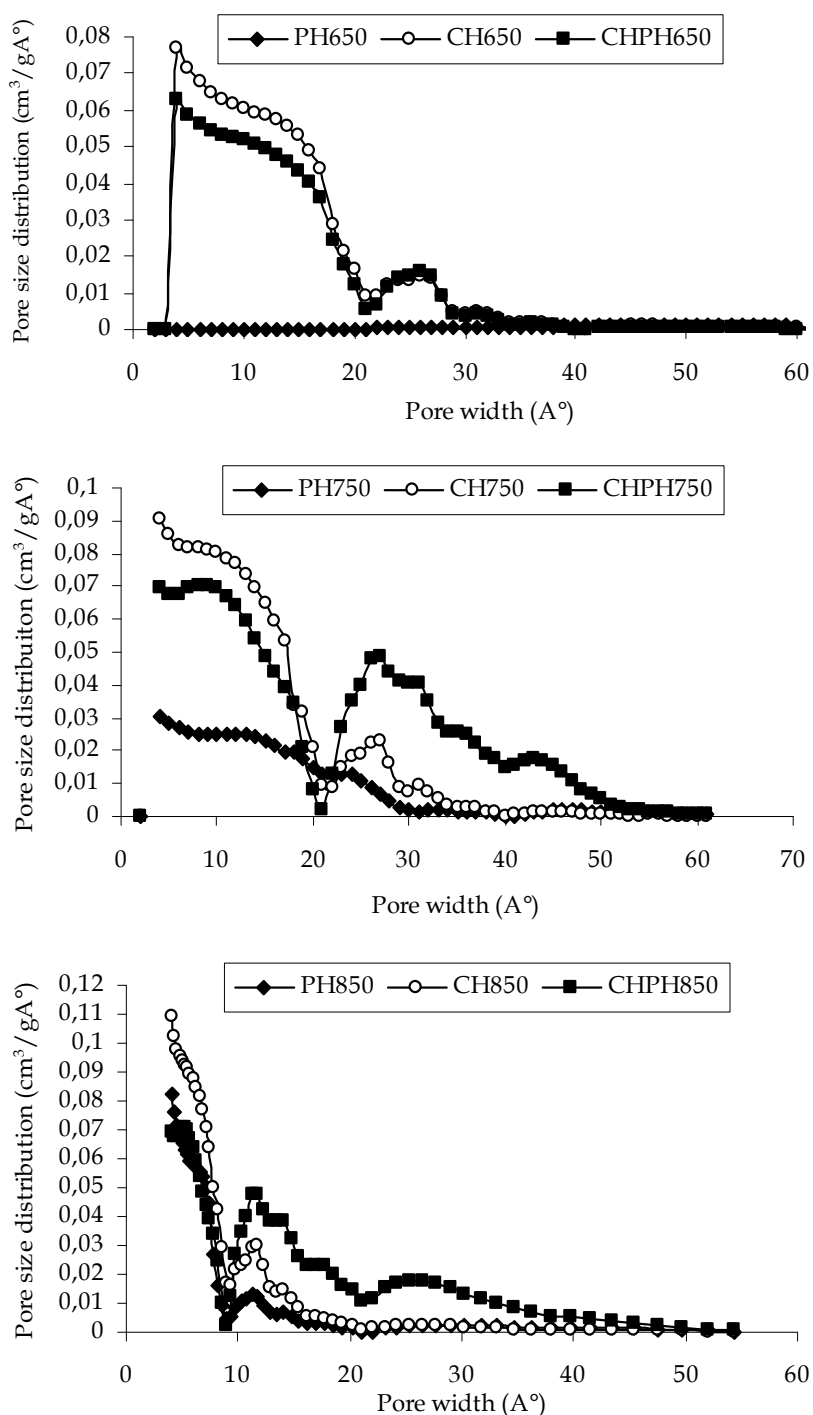 PH650 CH650 CHPH650
Pore size distribution (cm³/gA°)
0,08
0,07
0,06
0,05
0,04
0,03
0,02
0,01
0
0 10 20 30 40 50 60
Pore width (A°)
PH750 CH750 CHPH750
Pore size distribuiton (cm³/gA°)
0,1
0,09
0,08
0,07
0,06
0,05
0,04
0,03
0,02
0,01
0
0 10 20 30 40 50 60 70
Pore width (A°)
PH850 CH850 CHPH850
Pore size distribution (cm³/gA°)
0,12
0,11
0,1
0,09
0,08
0,07
0,06
0,05
0,04
0,03
0,02
0,01
0
0 10 20 30 40 50 60
Pore width (A°)